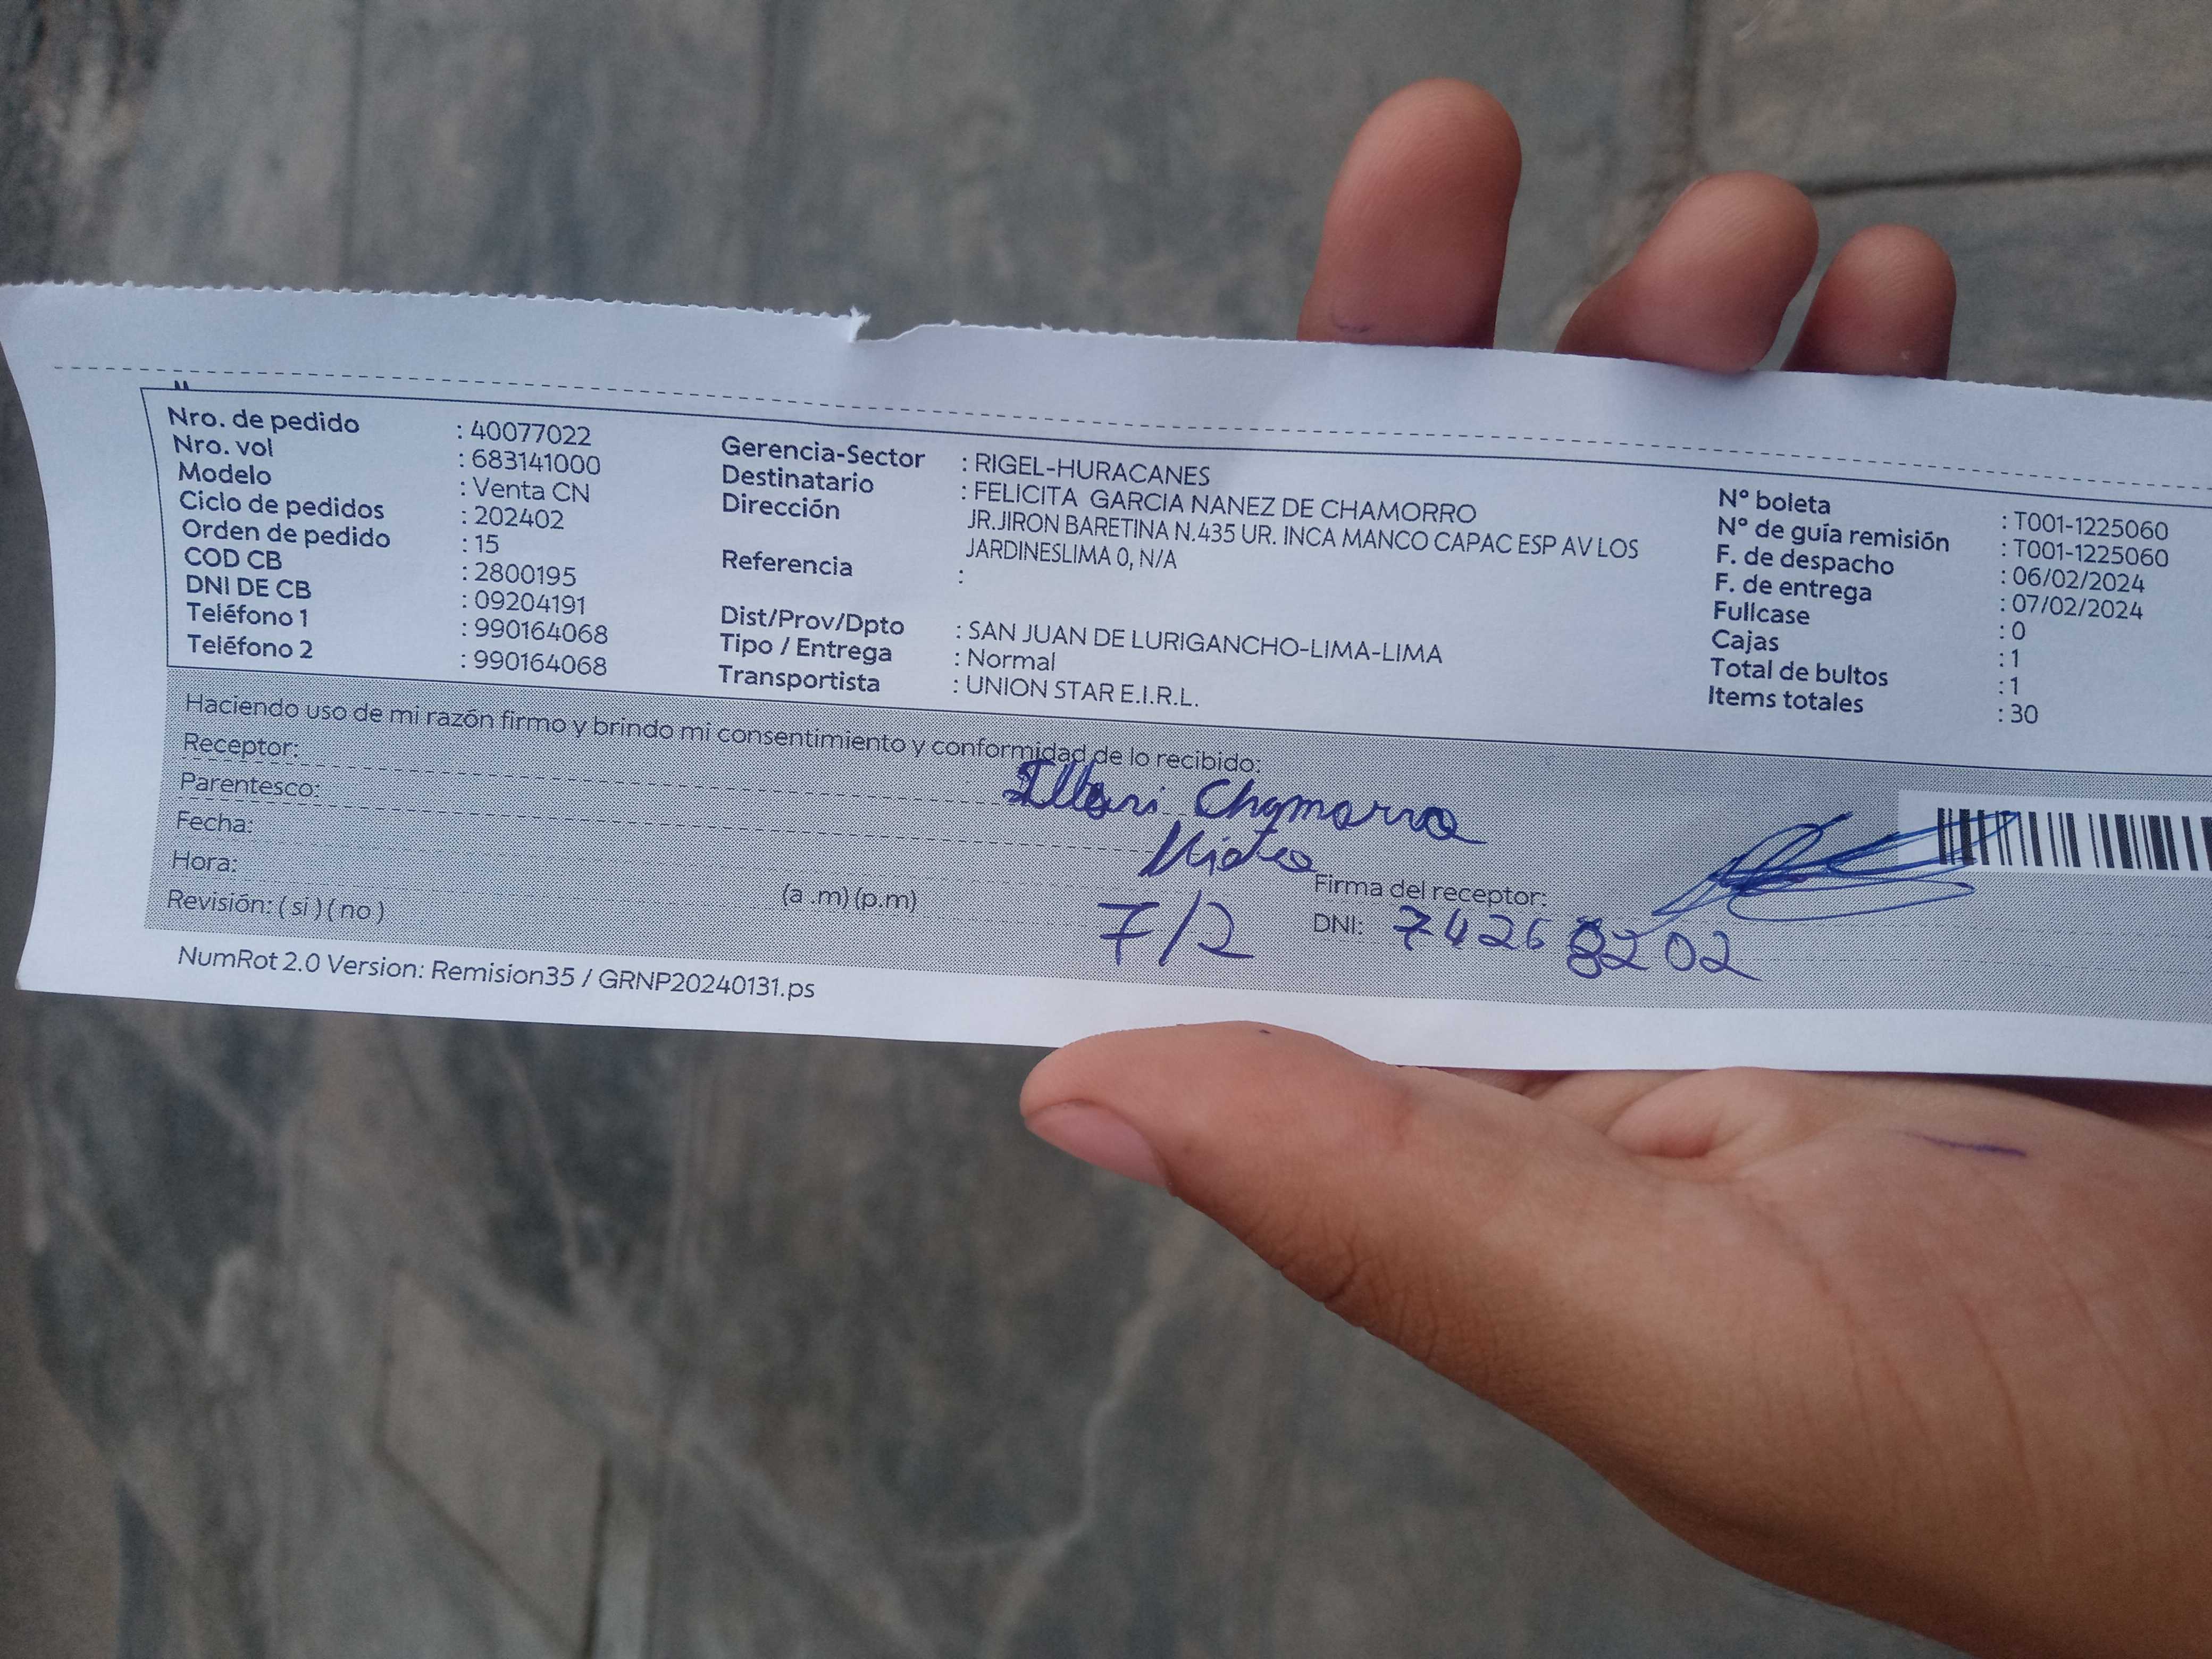 Nro. de pedido : 40077022
Nro. vol : 683141000
Modelo : Venta CN
Ciclo de pedidos : 202402
Orden de pedido : 15
COD CB : 2800195
DNI DE CB : 09204191
Teléfono 1 : 990164068
Teléfono 2 : 990164068
Gerencia-Sector : RIGEL-HURACANES
Destinatario : FELICITA GARCIA NANEZ DE CHAMORRO
Dirección JR.JIRON BARETINA N.435 UR. INCA MANCO CAPAC ESP AV LOS
JARDINESLIMA 0, N/A
Referencia :
Dist/Prov/Dpto : SAN JUAN DE LURIGANCHO-LIMA-LIMA
Tipo / Entrega : Normal
Transportista : UNION STAR E.I.R.L.
N° boleta : T001-1225060
N° de guía remisión : T001-1225060
F. de despacho : 06/02/2024
F. de entrega : 07/02/2024
Fullcase : 0
Cajas : 1
Total de bultos : 1
Items totales : 30
Haciendo uso de mi razón firmo y brindo mi consentimiento y conformidad de lo recibido:
Receptor: Illari Chamorro
Parentesco: Nieta
Fecha: 7/2
Hora: (a .m) (p.m)
Firma del receptor:
Revisión: ( si ) ( no )
DNI: 74268202
NumRot 2.0 Version: Remision35 / GRNP20240131.ps